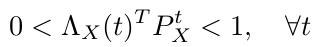 0 < Λ_X(t)^T P_X^t < 1, ∀t